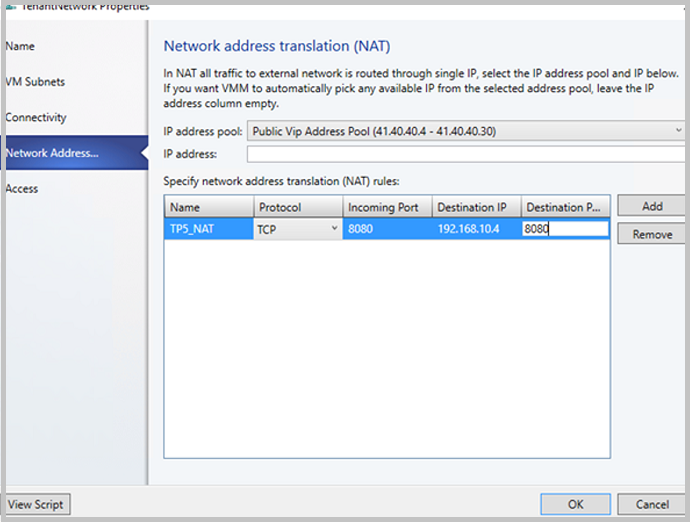 TenantNetwork Properties
Name
VM Subnets
Connectivity
Network Address...
Access
Network address translation (NAT)
In NAT all traffic to external network is routed through single IP, select the IP address pool and IP below.
If you want VMM to automatically pick any available IP from the selected address pool, leave the IP
address column empty.
IP address pool: Public Vip Address Pool (41.40.40.4 - 41.40.40.30)
IP address:
Specify network address translation (NAT) rules:
Name Protocol Incoming Port Destination IP Destination P...
TP5_NAT TCP 8080 192.168.10.4 8080
Add
Remove
View Script OK Cancel